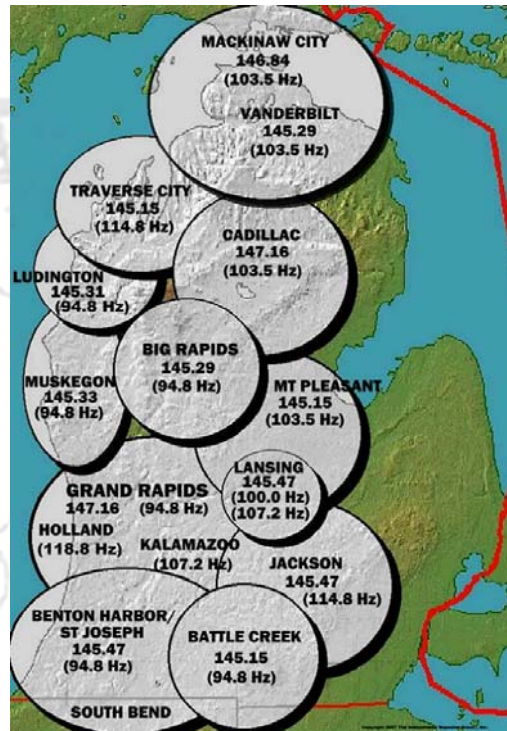 MACKINAW CITY
146.84
(103.5 Hz)
VANDERBILT
145.29
(103.5 Hz)
TRAVERSE CITY
145.15
(114.8 Hz)
CADILLAC
147.16
(103.5 Hz)
LUDINGTON
145.31
(94.8 Hz)
BIG RAPIDS
145.29
(94.8 Hz)
MUSKEGON
145.33
(94.8 Hz)
MT PLEASANT
145.15
(103.5 Hz)
LANSING
145.47
(100.0 Hz)
(107.2 Hz)
GRAND RAPIDS
147.16 (94.8 Hz)
HOLLAND
(118.8 Hz)
KALAMAZOO
(107.2 Hz)
JACKSON
145.47
(114.8 Hz)
BENTON HARBOR/
ST JOSEPH
145.47
(94.8 Hz)
BATTLE CREEK
145.15
(94.8 Hz)
SOUTH BEND